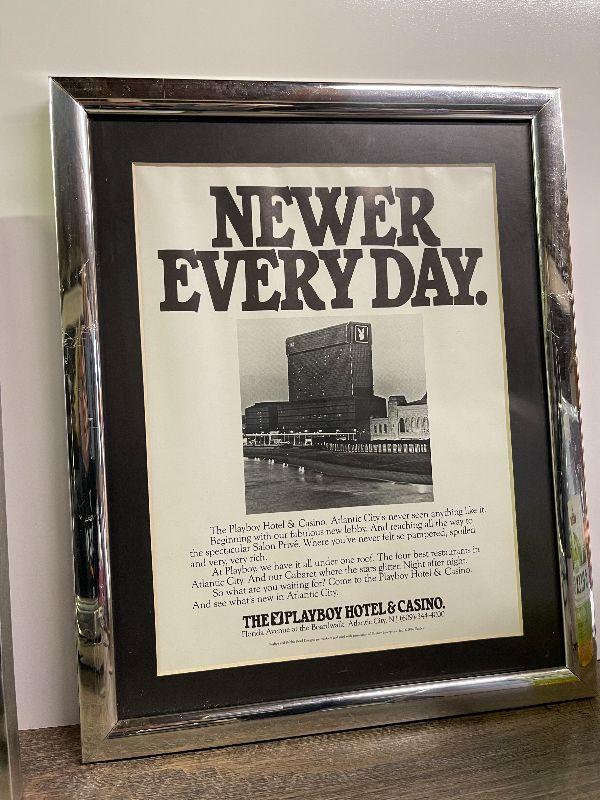 NEWER
EVERY DAY.
The Playboy Hotel & Casino. Atlantic City's never seen anything like it.
Beginning with our fabulous new lobby. And reaching all the way to
the spectacular Salon Privé. Where you've never felt so pampered, spoiled
and very, very rich.
At Playboy, we have it all under one roof. The four best restaurants in
Atlantic City. And our Cabaret where the stars glitter. Night after night.
So what are you waiting for? Come to the Playboy Hotel & Casino.
And see what's new in Atlantic City.
THE PLAYBOY HOTEL & CASINO.
Florida Avenue at the Boardwalk, Atlantic City, NJ (609) 344-4000